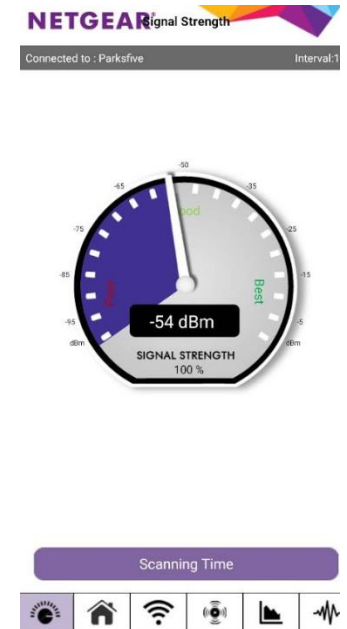 NETGEAR
Signal Strength
Connected to : Parksfive Interval:1
-50
-65 -35
-75 -25
-85 -15
-95 -5
dBm dBm
Poor Good Best
-54 dBm
SIGNAL STRENGTH
100 %
Scanning Time